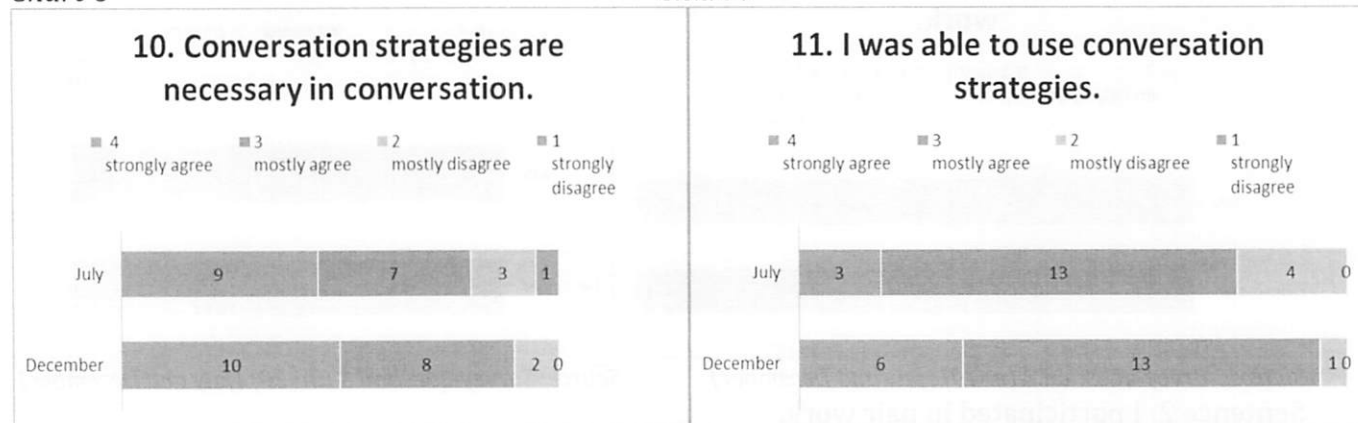 10. Conversation strategies are
necessary in conversation.
4
strongly agree
3
mostly agree
2
mostly disagree
1
strongly
disagree
July 9 7 3 1
December 10 8 2 0
11. I was able to use conversation
strategies.
4
strongly agree
3
mostly agree
2
mostly disagree
1
strongly
disagree
July 3 13 4 0
December 6 13 1 0